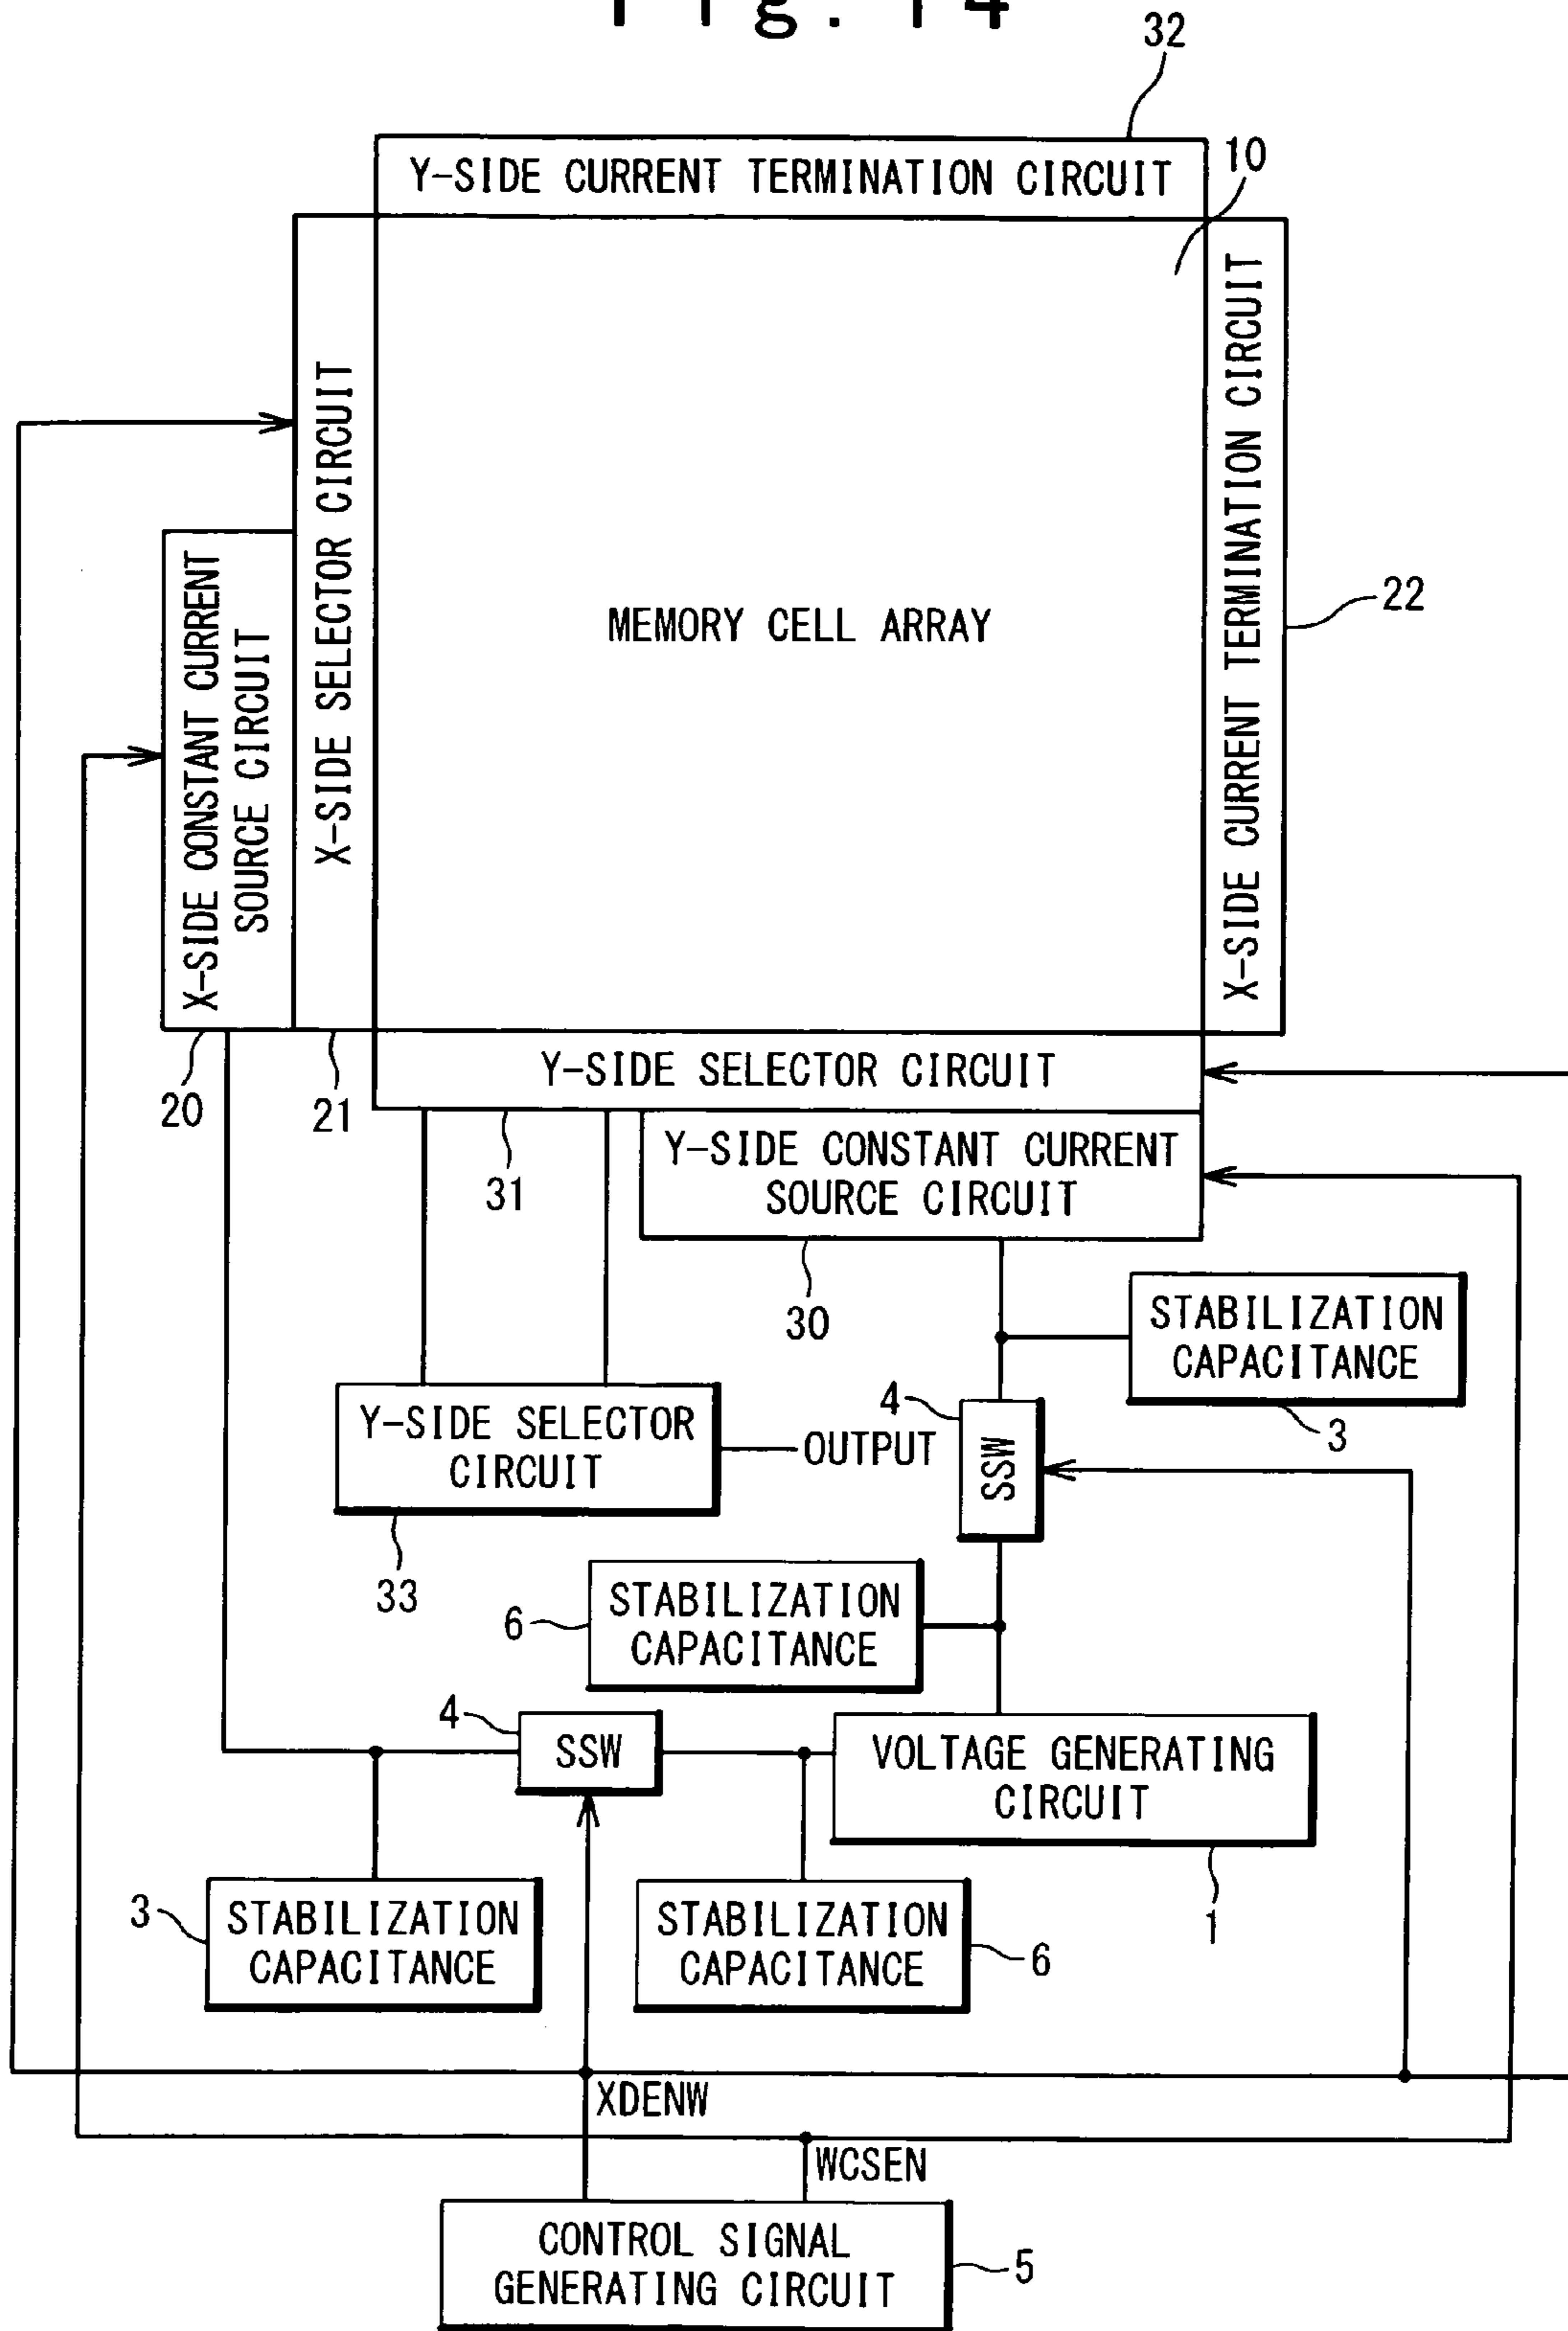 Fig. 14
32
Y-SIDE CURRENT TERMINATION CIRCUIT
10
X-SIDE CURRENT TERMINATION CIRCUIT
22
X-SIDE SELECTOR CIRCUIT
X-SIDE CONSTANT CURRENT
SOURCE CIRCUIT
MEMORY CELL ARRAY
20
21
Y-SIDE SELECTOR CIRCUIT
31
Y-SIDE CONSTANT CURRENT
SOURCE CIRCUIT
30
STABILIZATION
CAPACITANCE
3
4
SSW
Y-SIDE SELECTOR
CIRCUIT
OUTPUT
33
6
STABILIZATION
CAPACITANCE
4
SSW
VOLTAGE GENERATING
CIRCUIT
1
3
STABILIZATION
CAPACITANCE
STABILIZATION
CAPACITANCE
6
XDENW
WCSEN
CONTROL SIGNAL
GENERATING CIRCUIT
5